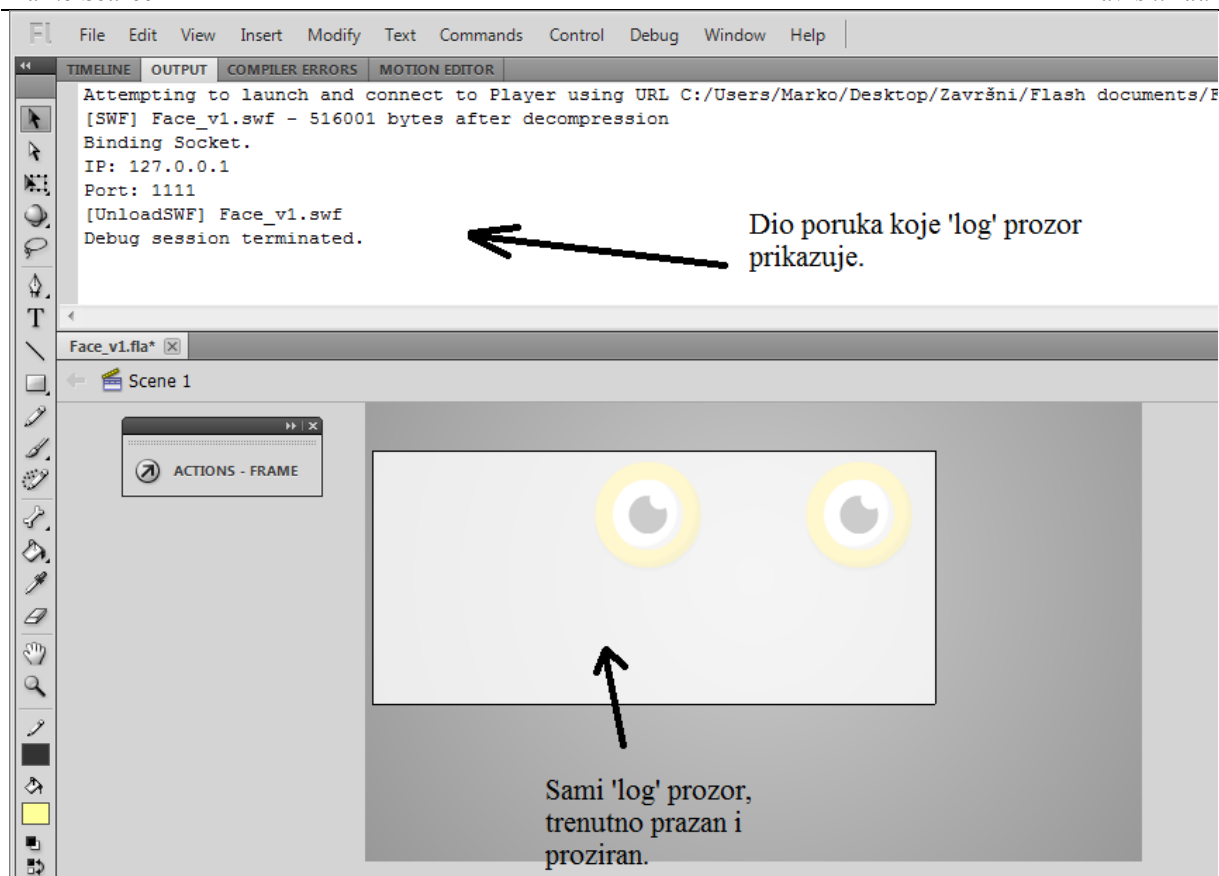 Fl File Edit View Insert Modify Text Commands Control Debug Window Help
TIMELINE OUTPUT COMPILER ERRORS MOTION EDITOR
Attempting to launch and connect to Player using URL C:/Users/Marko/Desktop/Završni/Flash documents/F
[SWF] Face_v1.swf - 516001 bytes after decompression
Binding Socket.
IP: 127.0.0.1
Port: 1111
[UnloadSWF] Face_v1.swf
Debug session terminated.
Dio poruka koje 'log' prozor
prikazuje.
Face_v1.fla*
Scene 1
ACTIONS - FRAME
Sami 'log' prozor,
trenutno prazan i
proziran.